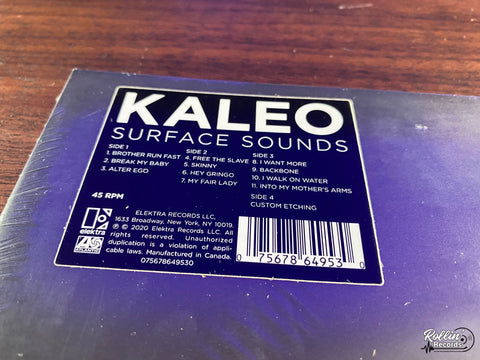 KALEO
SURFACE SOUNDS
SIDE 1
1. BROTHER RUN FAST
2. BREAK MY BABY
3. ALTER EGO
SIDE 2
4. FREE THE SLAVE
5. SKINNY
6. HEY GRINGO
7. MY FAIR LADY
SIDE 3
8. I WANT MORE
9. BACKBONE
10. I WALK ON WATER
11. INTO MY MOTHER'S ARMS
SIDE 4
CUSTOM ETCHING
45 RPM
elektra
ATLANTIC
ELEKTRA RECORDS LLC,
1633 Broadway, New York, NY 10019.
℗ © 2020 Elektra Records LLC. All
rights reserved. Unauthorized
duplication is a violation of appli-
cable laws. Manufactured in Canada.
075678649530
0 75678 64953 0
Rollin'
Records